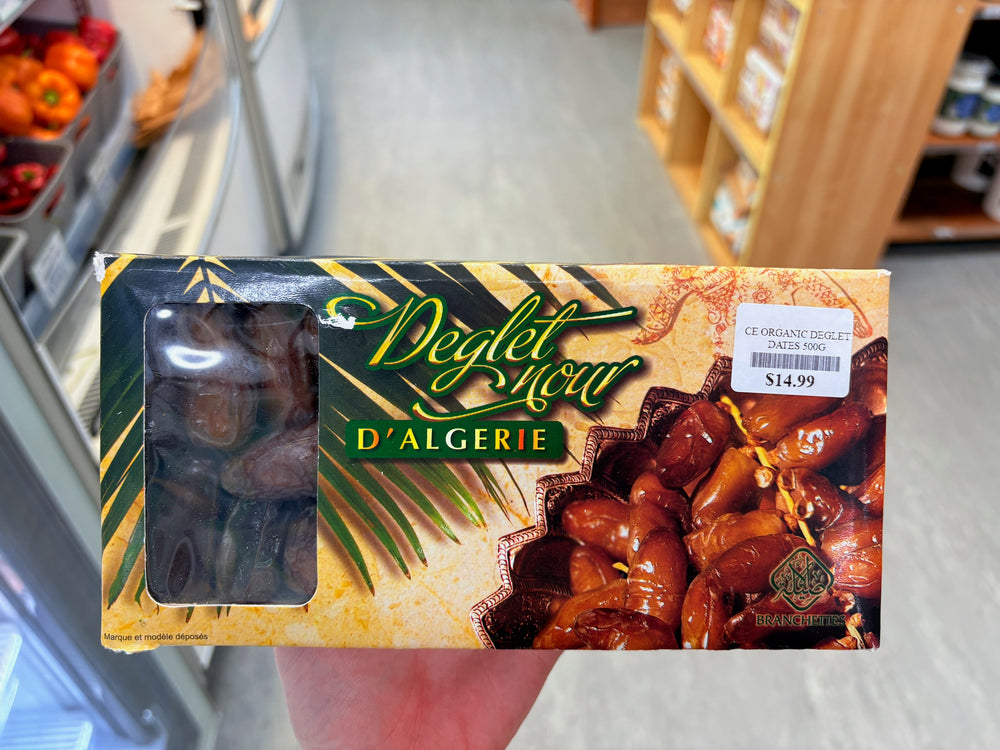 Deglet
nour
D'ALGERIE
CE ORGANIC DEGLET
DATES 500G
$14.99
BRANCHETTES
Marque et modèle déposés